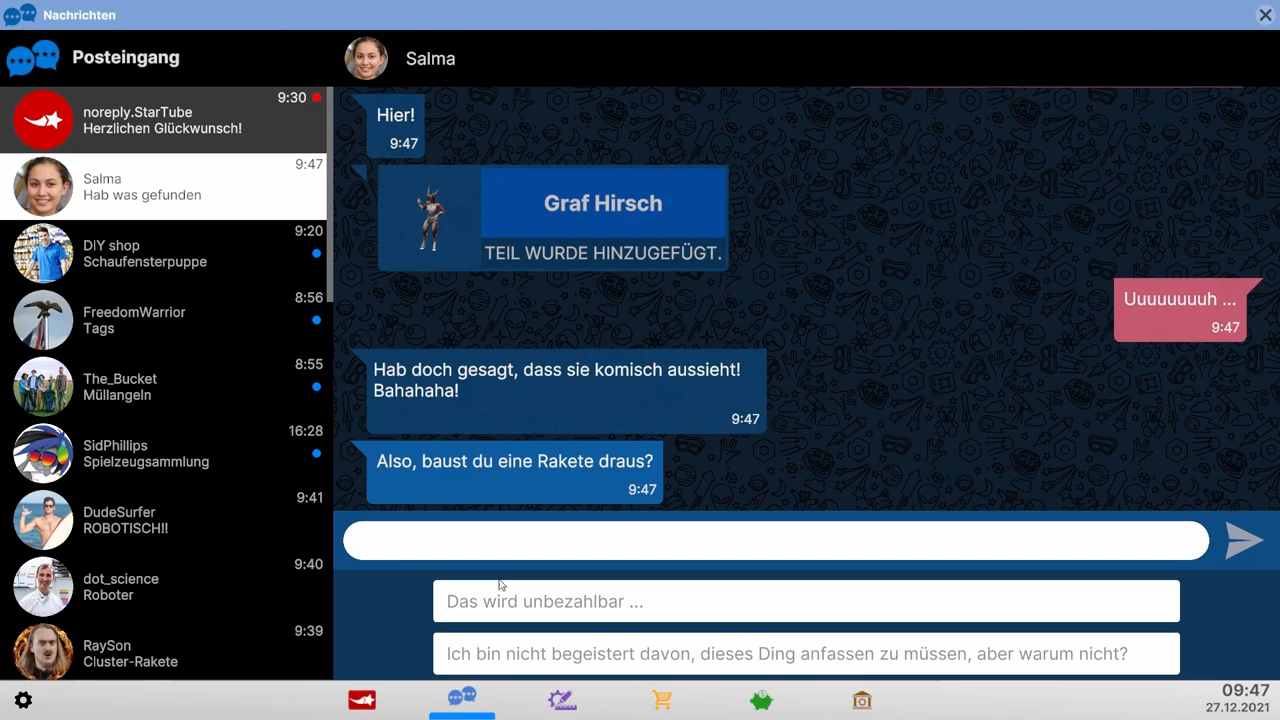 Nachrichten
Posteingang
Salma
9:30
noreply.StarTube
Herzlichen Glückwunsch!
9:47
Salma
Hab was gefunden
9:20
DIY shop
Schaufensterpuppe
8:56
FreedomWarrior
Tags
8:55
The_Bucket
Müllangeln
16:28
SidPhillips
Spielzeugsammlung
9:41
DudeSurfer
ROBOTISCH!!
9:40
dot_science
Roboter
9:39
RaySon
Cluster-Rakete
Hier!
9:47
Graf Hirsch
TEIL WURDE HINZUGEFÜGT.
Uuuuuuuuh ...
9:47
Hab doch gesagt, dass sie komisch aussieht!
Bahahaha!
9:47
Also, baust du eine Rakete draus?
9:47
Das wird unbezahlbar ...
Ich bin nicht begeistert davon, dieses Ding anfassen zu müssen, aber warum nicht?
09:47
27.12.2021